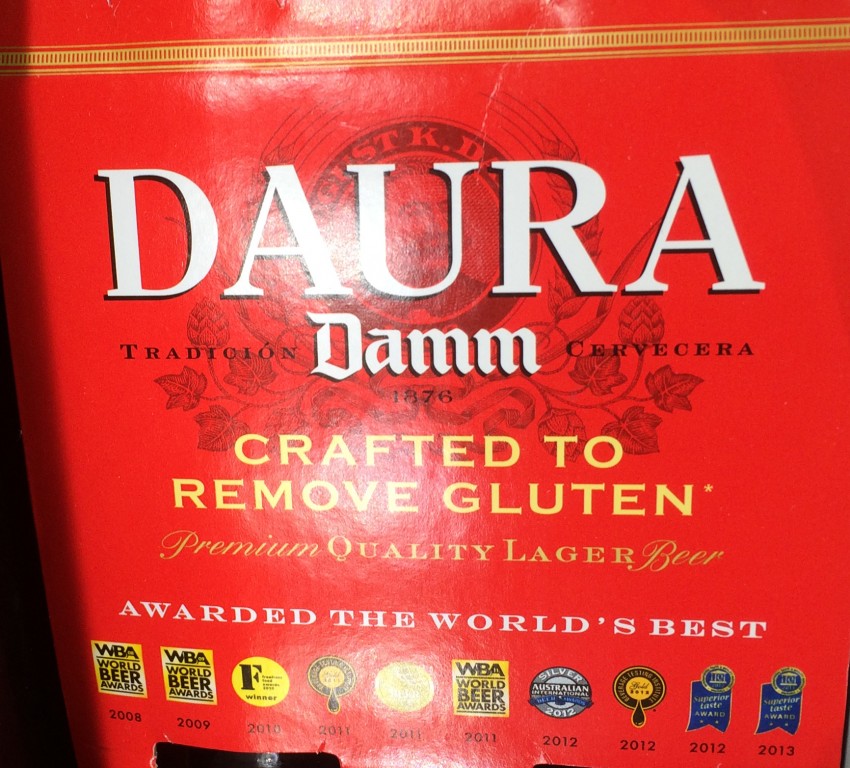 DAURA
TRADICIÓN Damm CERVECERA
1876
CRAFTED TO
REMOVE GLUTEN*
Premium QUALITY LAGER Beer
AWARDED THE WORLD'S BEST
WBA WORLD BEER AWARDS
WBA WORLD BEER AWARDS
F winner
WBA WORLD BEER AWARDS
SILVER AUSTRALIAN INTERNATIONAL 2012
Superior taste AWARD
Superior taste AWARD
2008 2009 2010 2011 2011 2011 2012 2012 2012 2013